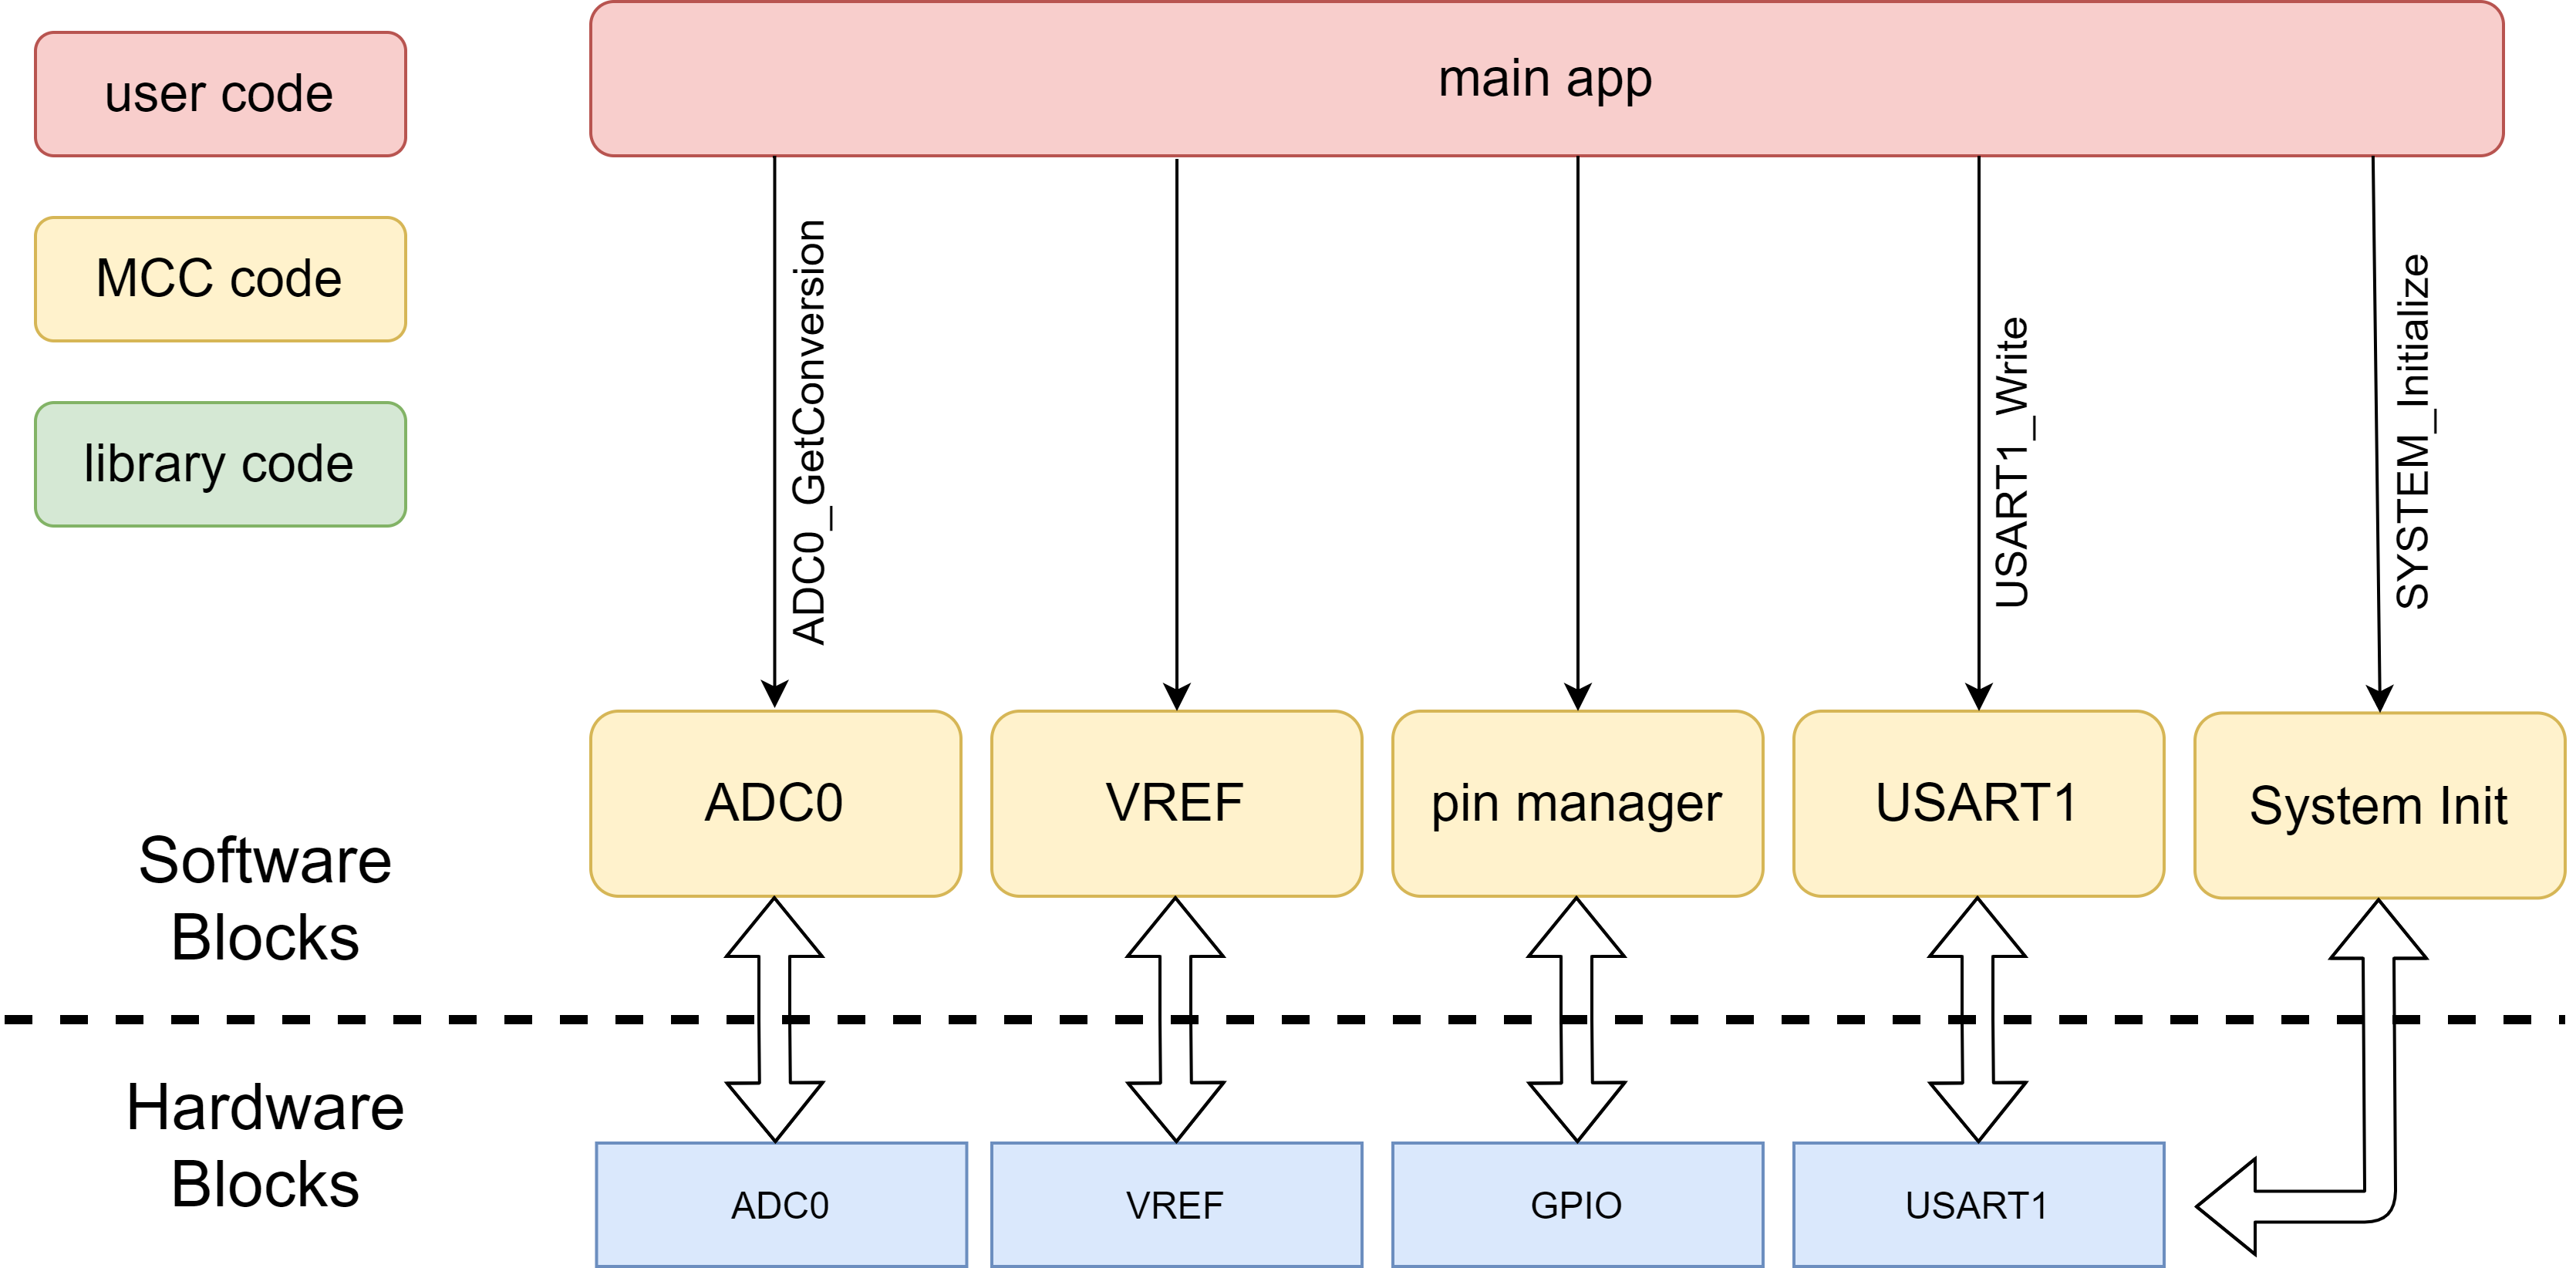 user code
main app
MCC code
library code
ADC0_GetConversion
USART1_Write
SYSTEM_Initialize
ADC0
VREF
pin manager
USART1
System Init
Software
Blocks
Hardware
Blocks
ADC0
VREF
GPIO
USART1